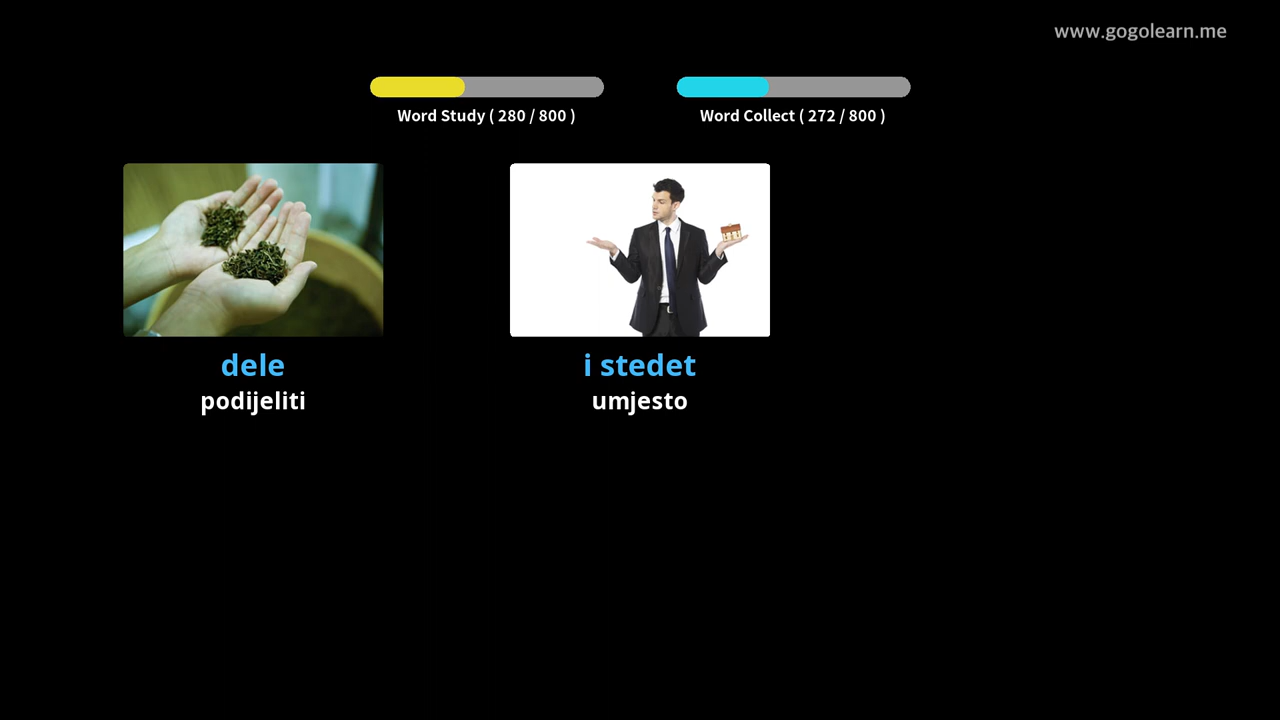 www.gogolearn.me
Word Study ( 280 / 800 )
Word Collect ( 272 / 800 )
dele
podijeliti
i stedet
umjesto